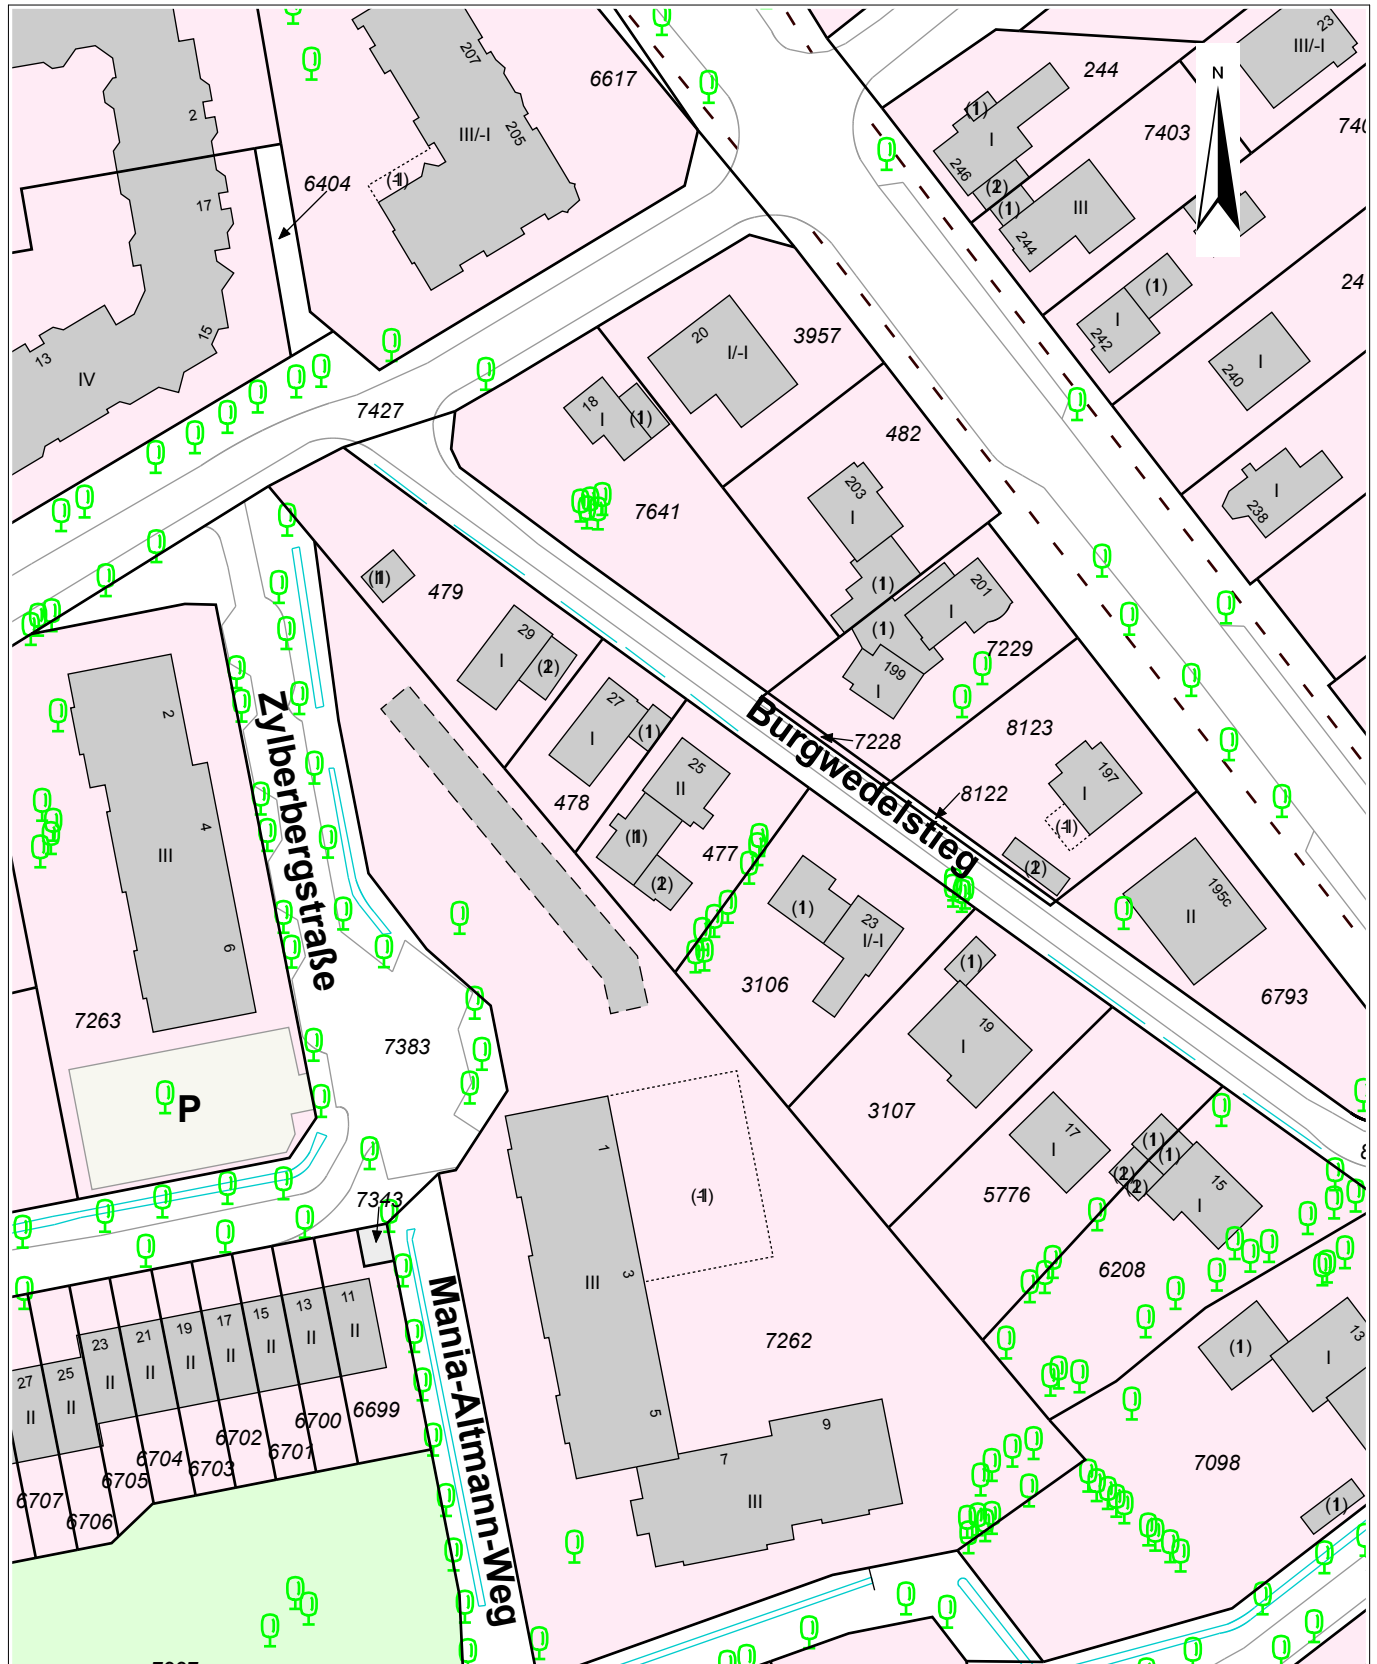 207
6617
244
III/-I
23
N
2
III/-I
205
(1)
I
7403
246
6404
(-1)
(2)
(1)
III
17
244
24
(1)
I
242
15
13
IV
20
I/-I
3957
240
I
7427
18
I
(1)
482
203
I
I
238
7641
(1)
479
(1)
201
I
29
I
(2)
(1)
7229
199
I
2
Zylberbergstraße
27
I
(1)
Burgwedelstieg
7228
8123
25
II
197
I
478
8122
4
III
(1)
477
(-1)
(2)
(2)
195c
II
(1)
23
I/-I
6
(1)
3106
6793
7263
7383
19
I
P
3107
1
17
I
(1)
(1)
(2)
(2)
15
I
7343
(-1)
5776
3
III
6208
Mania-Altmann-Weg
11
13
15
17
19
21
23
25
27
II
II
II
II
II
II
II
II
II
7262
(1)
13
I
5
9
7
III
6699
6700
6701
6702
6703
6704
6705
6706
6707
7098
(1)